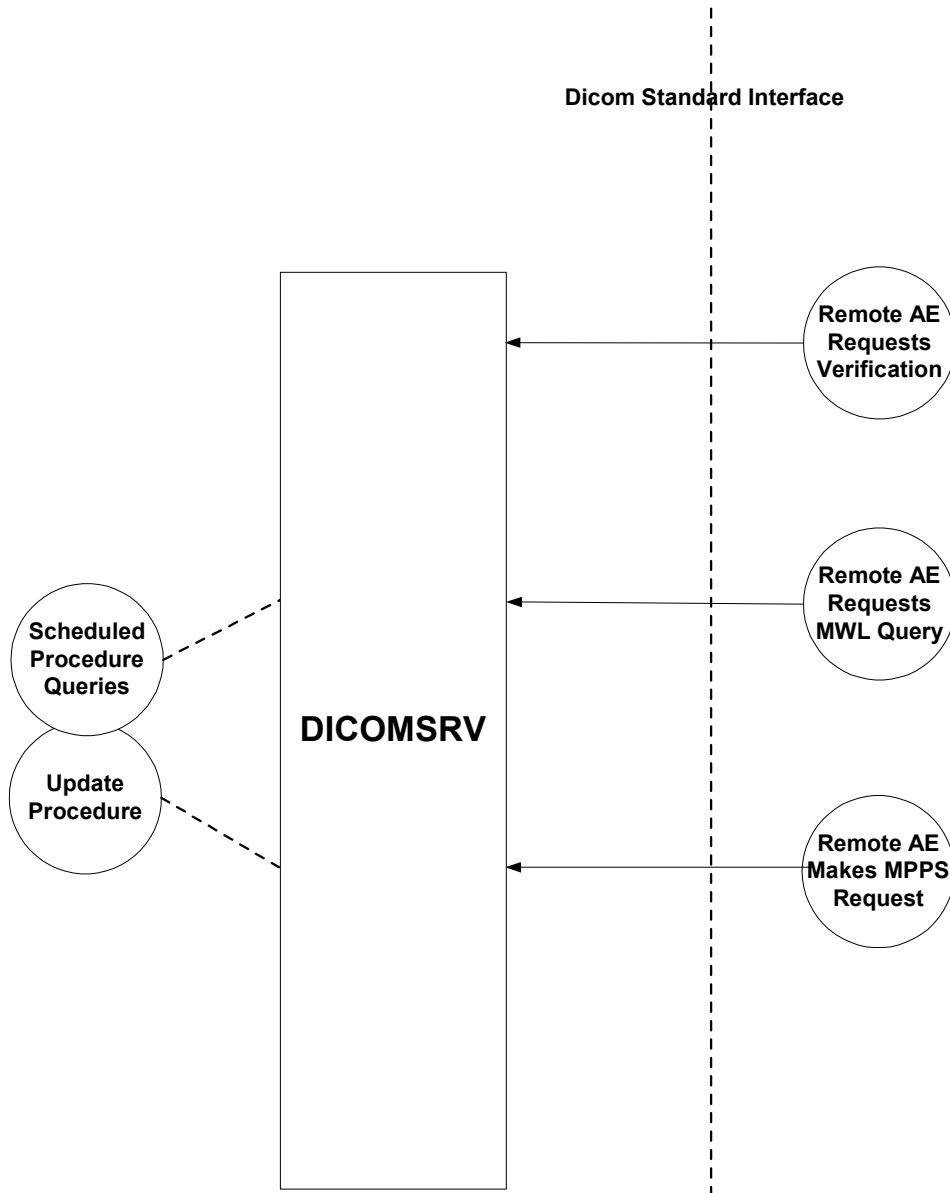 Dicom Standard Interface
Remote AE
Requests
Verification
Remote AE
Requests
MWL Query
Scheduled
Procedure
Queries
DICOMSRV
Update
Procedure
Remote AE
Makes MPPS
Request